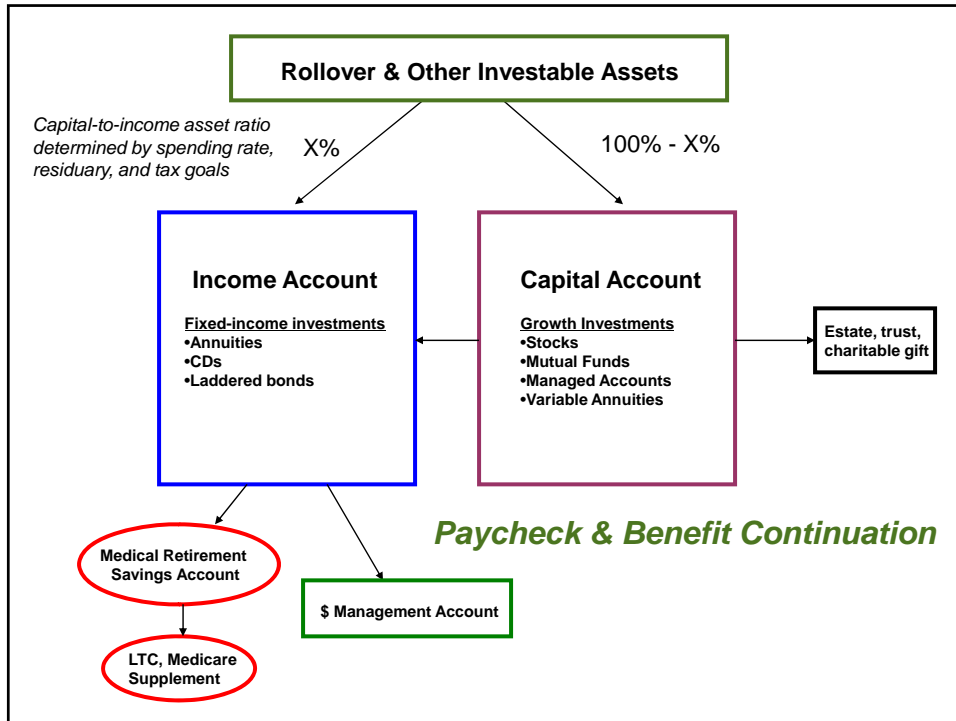 Rollover & Other Investable Assets
Capital-to-income asset ratio
determined by spending rate,
residuary, and tax goals
X%
100% - X%
Income Account
Fixed-income investments
•Annuities
•CDs
•Laddered bonds
Capital Account
Growth Investments
•Stocks
•Mutual Funds
•Managed Accounts
•Variable Annuities
Estate, trust,
charitable gift
Paycheck & Benefit Continuation
Medical Retirement
Savings Account
$ Management Account
LTC, Medicare
Supplement